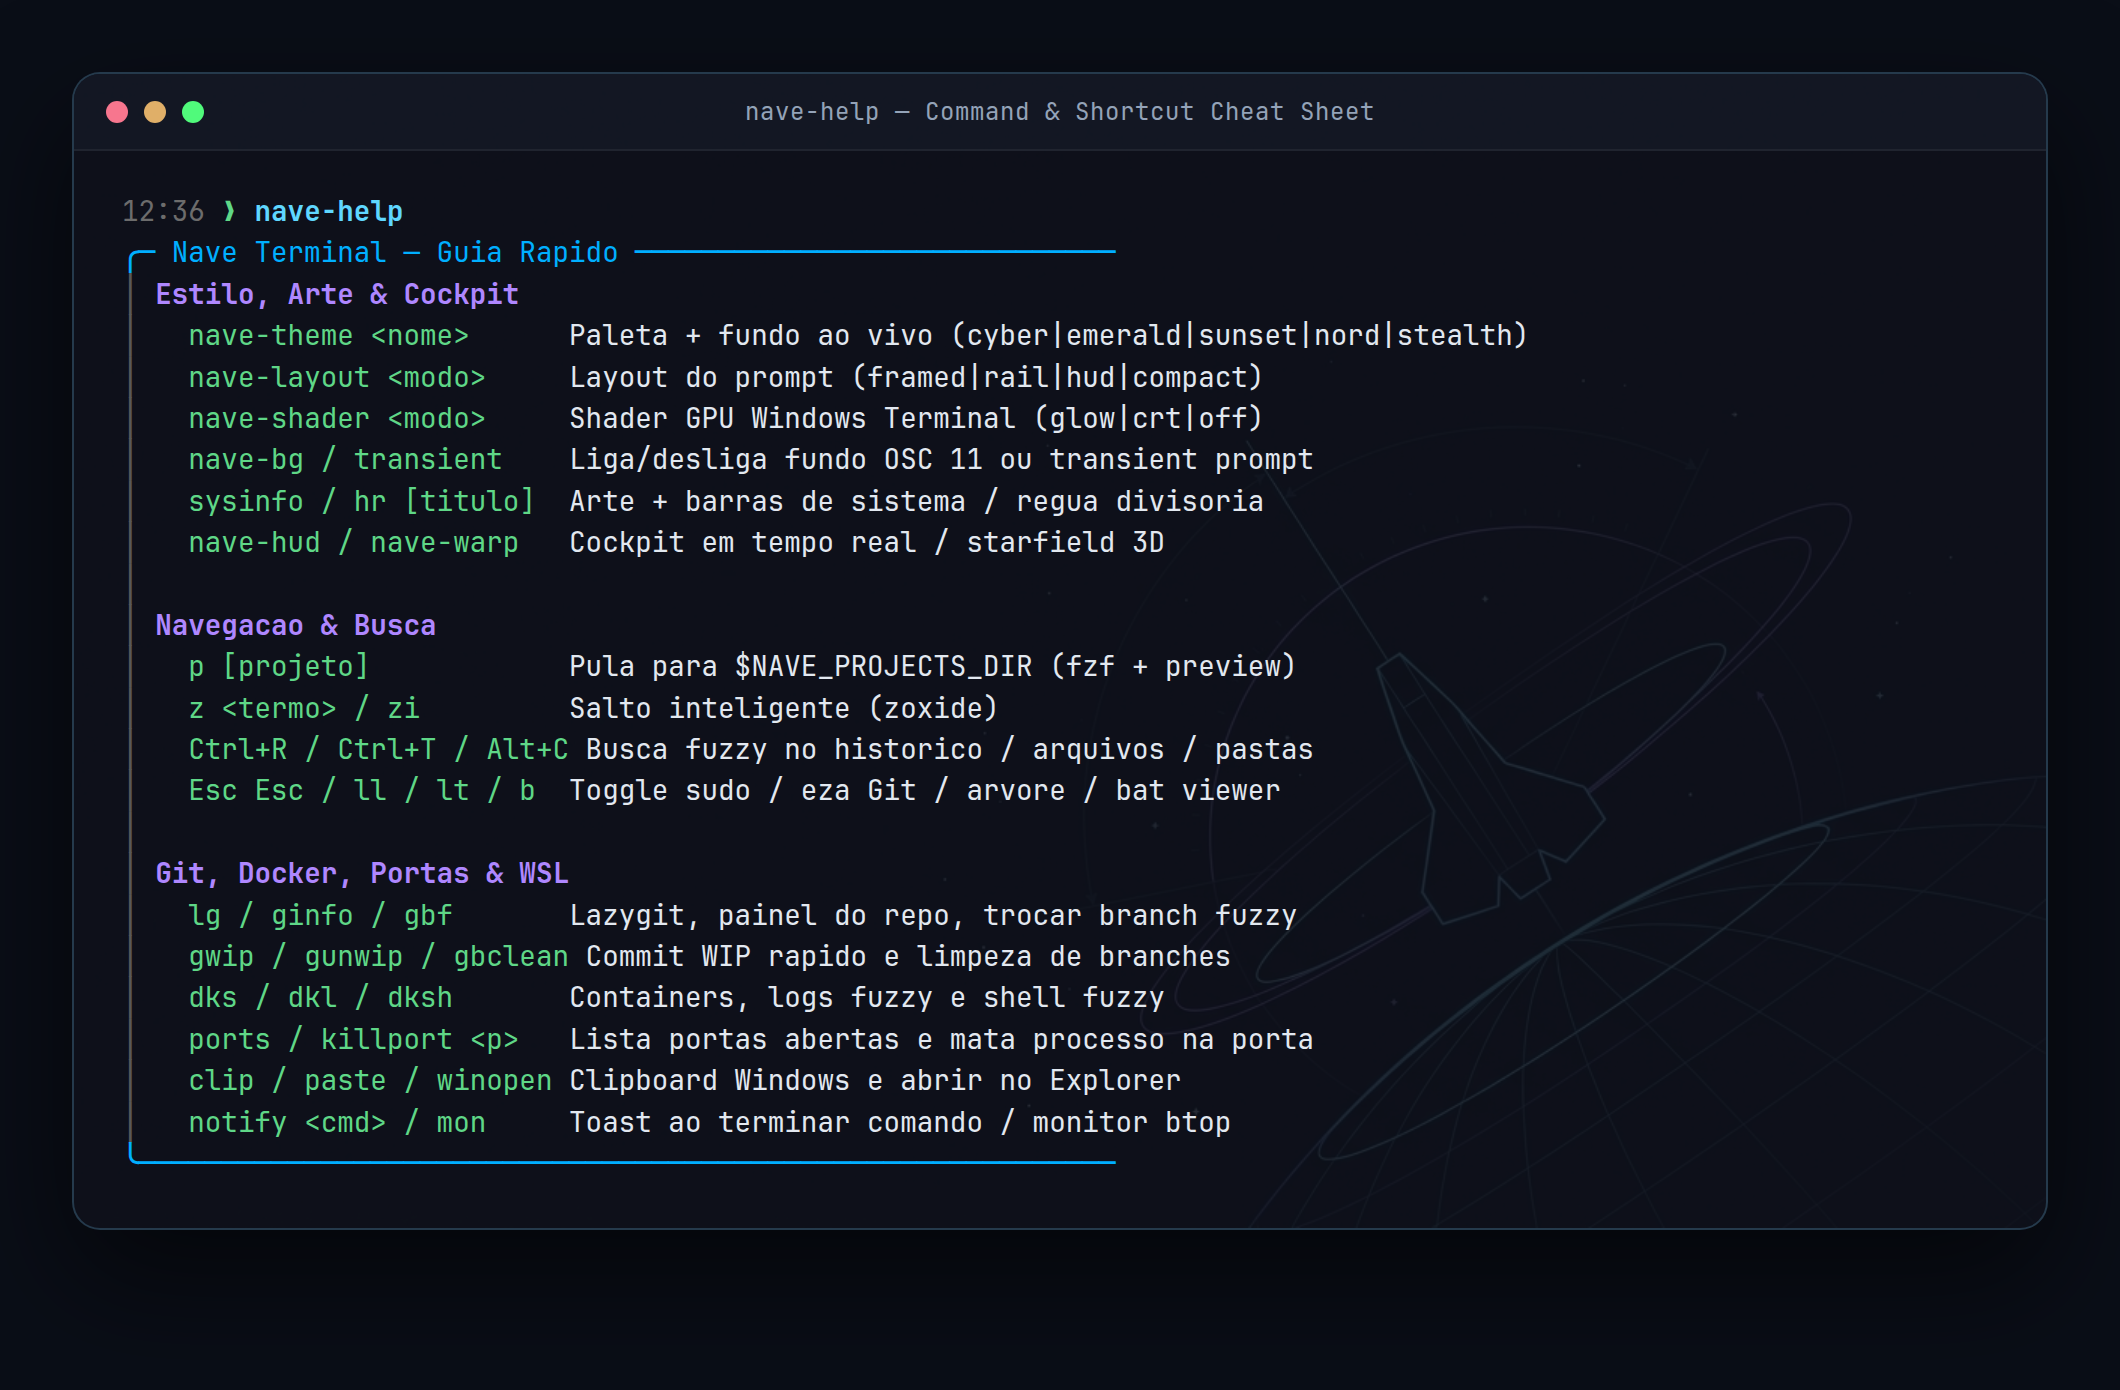 nave-help — Command & Shortcut Cheat Sheet
12:36 ❯ nave-help
Nave Terminal — Guia Rapido
Estilo, Arte & Cockpit
nave-theme <nome> Paleta + fundo ao vivo (cyber|emerald|sunset|nord|stealth)
nave-layout <modo> Layout do prompt (framed|rail|hud|compact)
nave-shader <modo> Shader GPU Windows Terminal (glow|crt|off)
nave-bg / transient Liga/desliga fundo OSC 11 ou transient prompt
sysinfo / hr [titulo] Arte + barras de sistema / regua divisoria
nave-hud / nave-warp Cockpit em tempo real / starfield 3D
Navegacao & Busca
p [projeto] Pula para $NAVE_PROJECTS_DIR (fzf + preview)
z <termo> / zi Salto inteligente (zoxide)
Ctrl+R / Ctrl+T / Alt+C Busca fuzzy no historico / arquivos / pastas
Esc Esc / ll / lt / b Toggle sudo / eza Git / arvore / bat viewer
Git, Docker, Portas & WSL
lg / ginfo / gbf Lazygit, painel do repo, trocar branch fuzzy
gwip / gunwip / gbclean Commit WIP rapido e limpeza de branches
dks / dkl / dksh Containers, logs fuzzy e shell fuzzy
ports / killport <p> Lista portas abertas e mata processo na porta
clip / paste / winopen Clipboard Windows e abrir no Explorer
notify <cmd> / mon Toast ao terminar comando / monitor btop